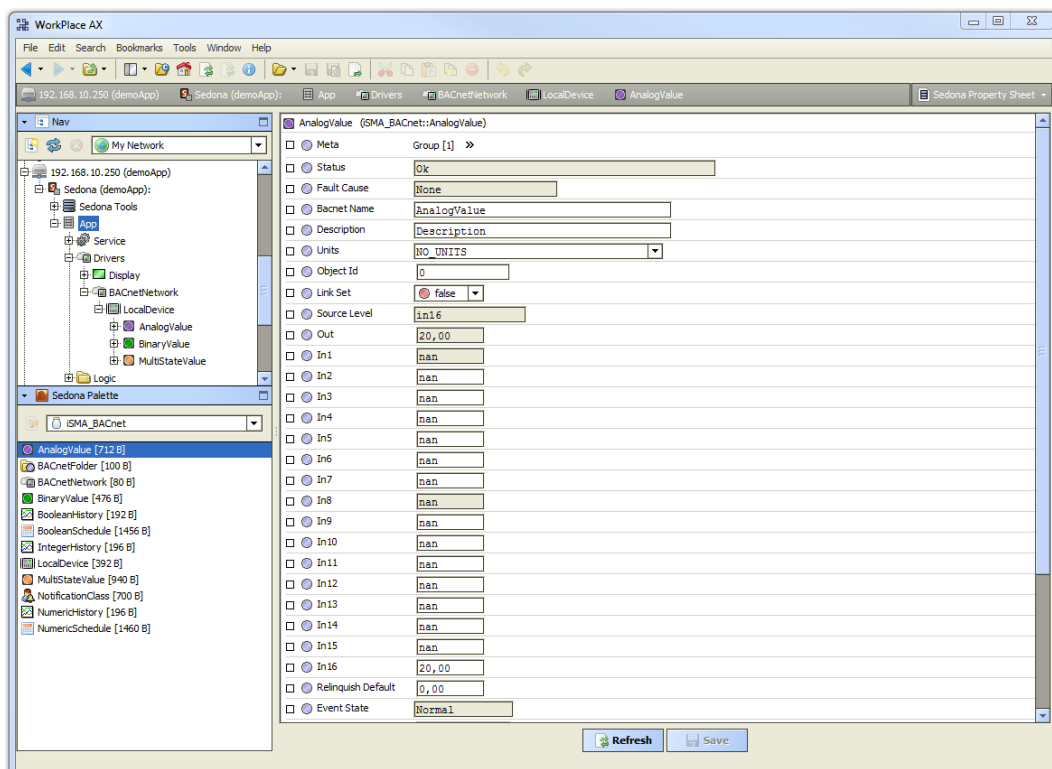 WorkPlace AX
File Edit Search Bookmarks Tools Window Help
192.168.10.250 (demoApp) Sedona (demoApp): App Drivers BACnetNetwork LocalDevice AnalogValue Sedona Property Sheet
Nav
My Network
192.168.10.250 (demoApp)
Sedona (demoApp):
Sedona Tools
App
Service
Drivers
Display
BACnetNetwork
LocalDevice
AnalogValue
BinaryValue
MultiStateValue
Logic
Sedona Palette
iSMA_BACnet
AnalogValue [712 B]
BACnetFolder [100 B]
BACnetNetwork [80 B]
BinaryValue [476 B]
BooleanHistory [192 B]
BooleanSchedule [1456 B]
IntegerHistory [196 B]
LocalDevice [392 B]
MultiStateValue [940 B]
NotificationClass [700 B]
NumericHistory [196 B]
NumericSchedule [1460 B]
AnalogValue (iSMA_BACnet::AnalogValue)
Meta Group [1] »
Status Ok
Fault Cause None
Bacnet Name AnalogValue
Description Description
Units NO_UNITS
Object Id 0
Link Set false
Source Level in16
Out 20,00
In1 nan
In2 nan
In3 nan
In4 nan
In5 nan
In6 nan
In7 nan
In8 nan
In9 nan
In10 nan
In11 nan
In12 nan
In13 nan
In14 nan
In15 nan
In16 20,00
Relinquish Default 0,00
Event State Normal
Refresh Save